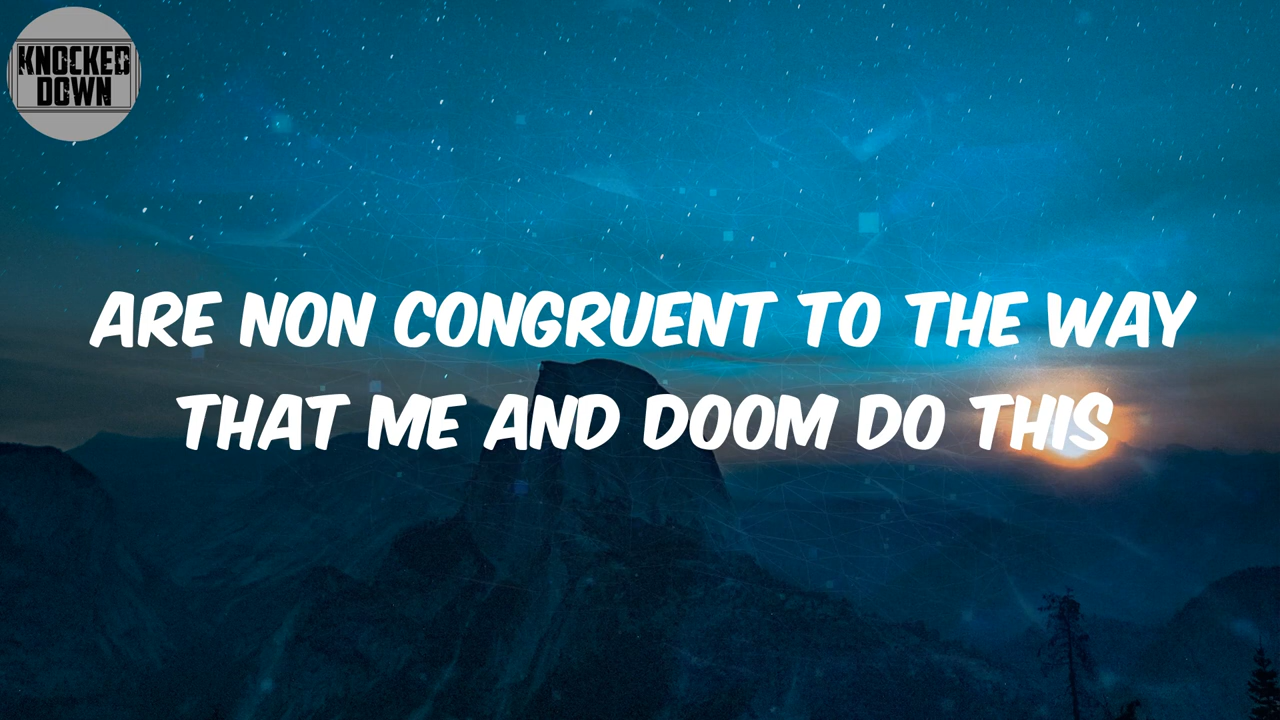 KNOCKED
DOWN
ARE NON CONGRUENT TO THE WAY
THAT ME AND DOOM DO THIS